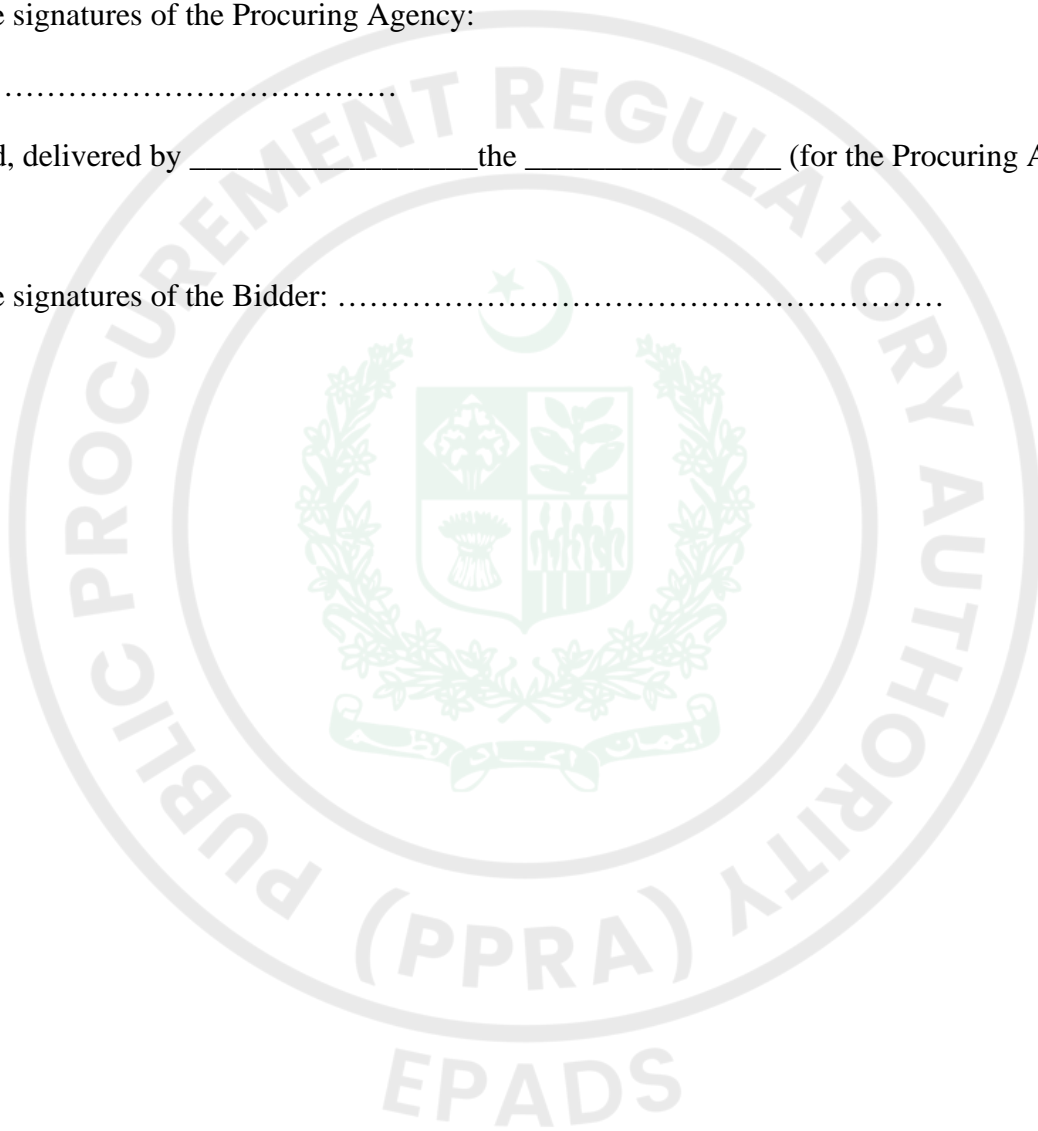 signatures of the Procuring Agency:
…………………………………….
, delivered by __________________the ________________ (for the Procuring
signatures of the Bidder: …………………………………………………………
PUBLIC PROCUREMENT REGULATORY AUTHORITY
(PPRA)
EPADS